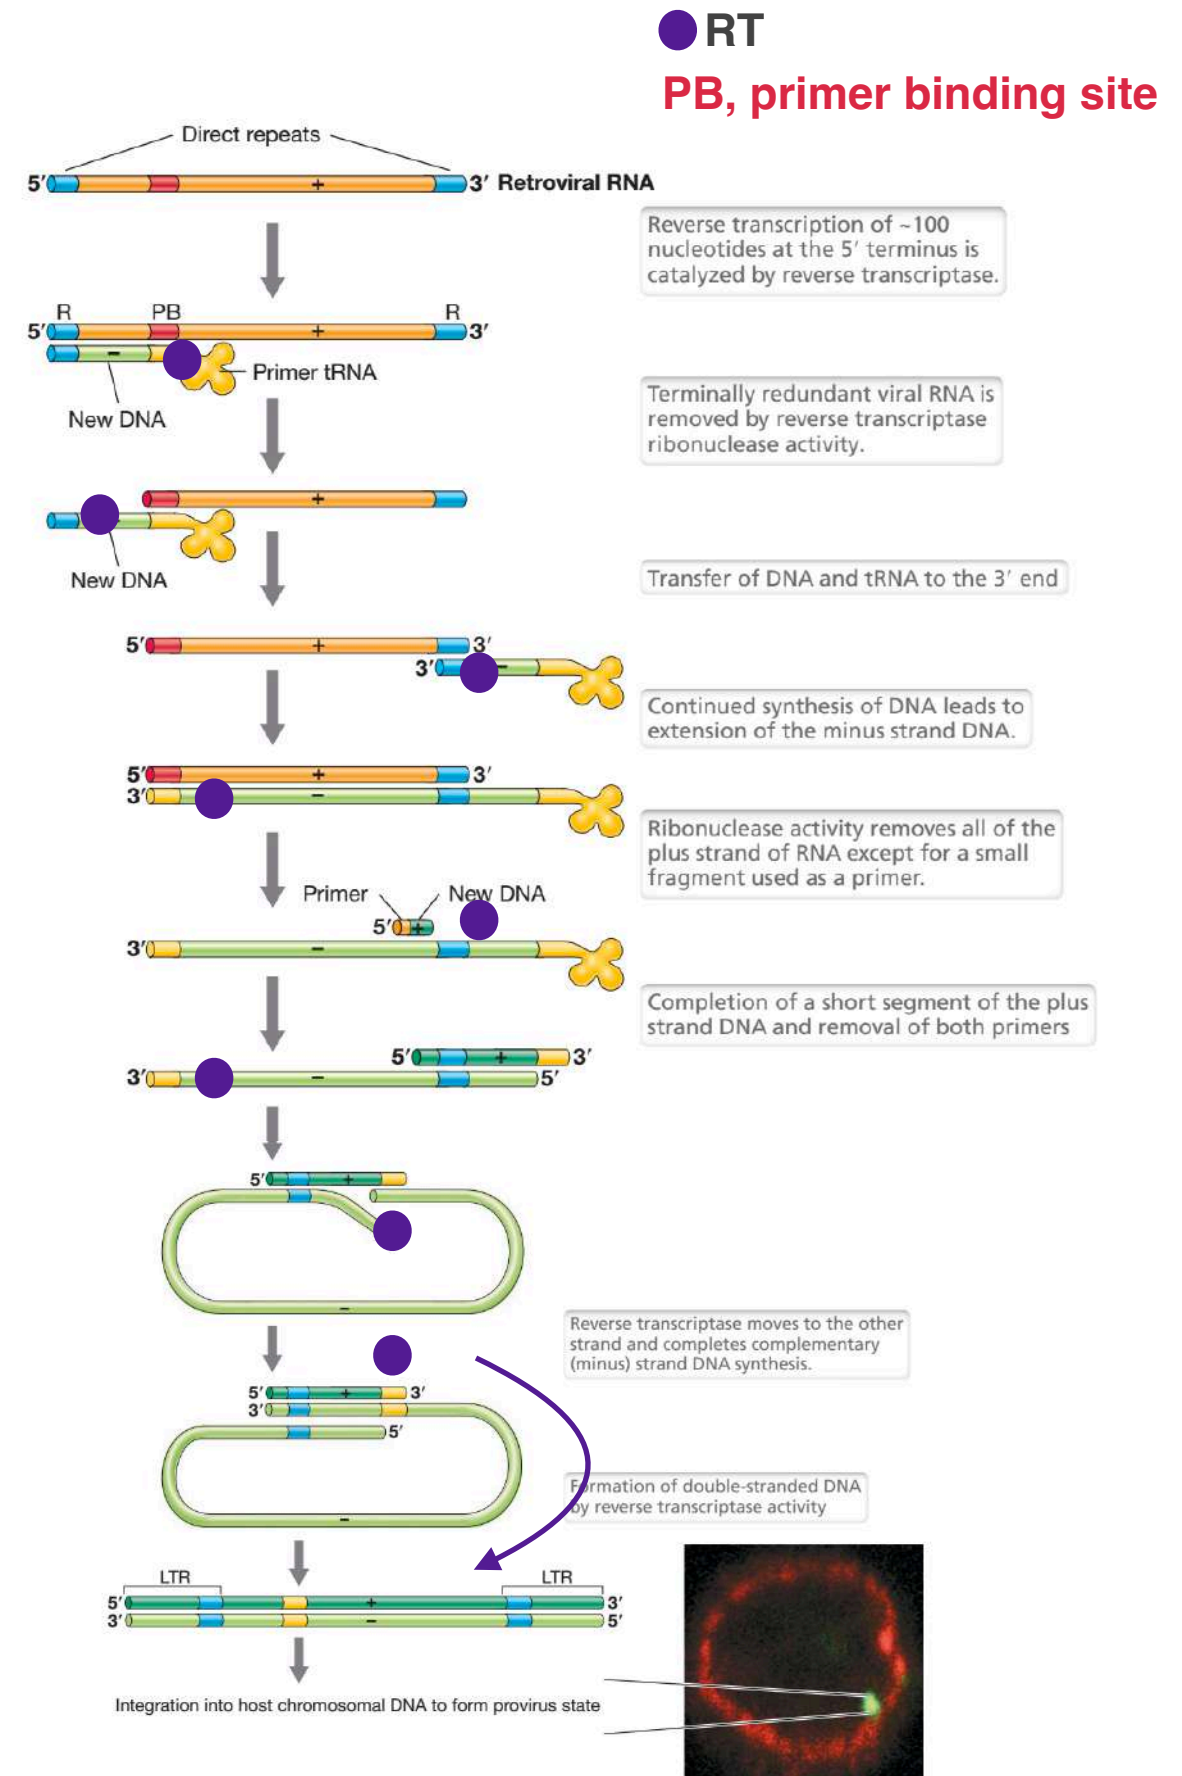 RT
PB, primer binding site
Direct repeats
5′ + 3′ Retroviral RNA
Reverse transcription of ~100
nucleotides at the 5′ terminus is
catalyzed by reverse transcriptase.
R PB R
5′ + 3′
−
Primer tRNA
New DNA
Terminally redundant viral RNA is
removed by reverse transcriptase
ribonuclease activity.
+
New DNA
Transfer of DNA and tRNA to the 3′ end
5′ + 3′
3′ −
Continued synthesis of DNA leads to
extension of the minus strand DNA.
5′ + 3′
3′ −
Ribonuclease activity removes all of the
plus strand of RNA except for a small
fragment used as a primer.
Primer New DNA
5′ +
3′ −
Completion of a short segment of the plus
strand DNA and removal of both primers
5′ + 3′
3′ − 5′
5′ +
−
Reverse transcriptase moves to the other
strand and completes complementary
(minus) strand DNA synthesis.
5′ + 3′
3′
5′
−
Formation of double-stranded DNA
by reverse transcriptase activity
LTR LTR
5′ + 3′
3′ − 5′
Integration into host chromosomal DNA to form provirus state